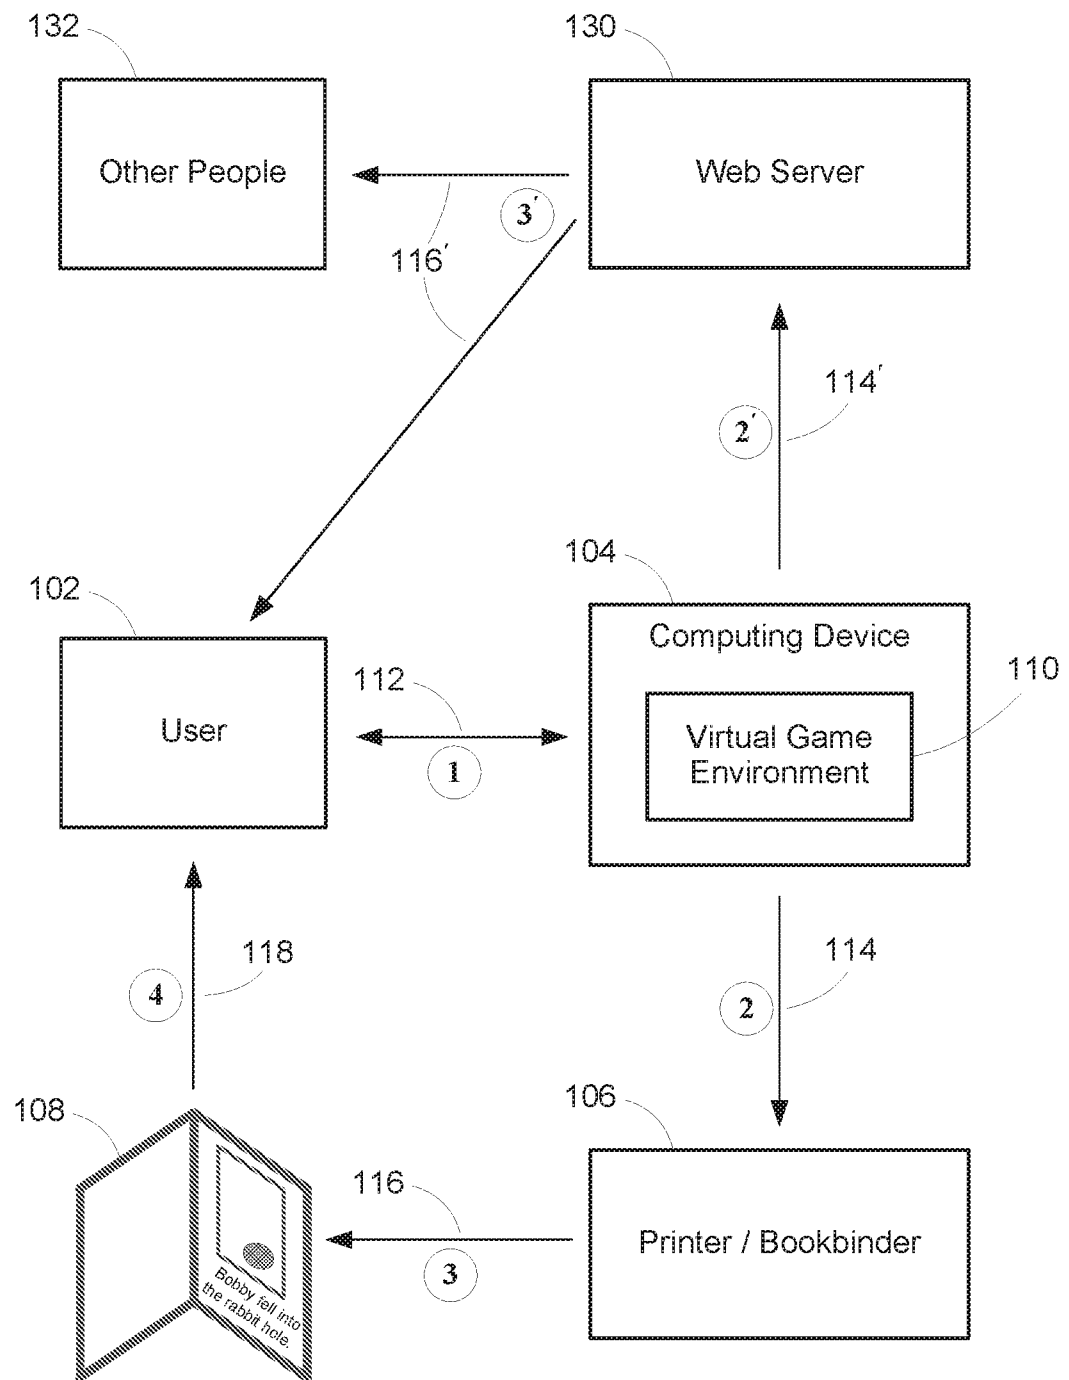 132
130
Other People
Web Server
3′
116′
114′
2′
104
102
Computing Device
110
112
User
Virtual Game
Environment
1
118
114
4
2
108
106
116
Printer / Bookbinder
3
Bobby fell into
the rabbit hole.